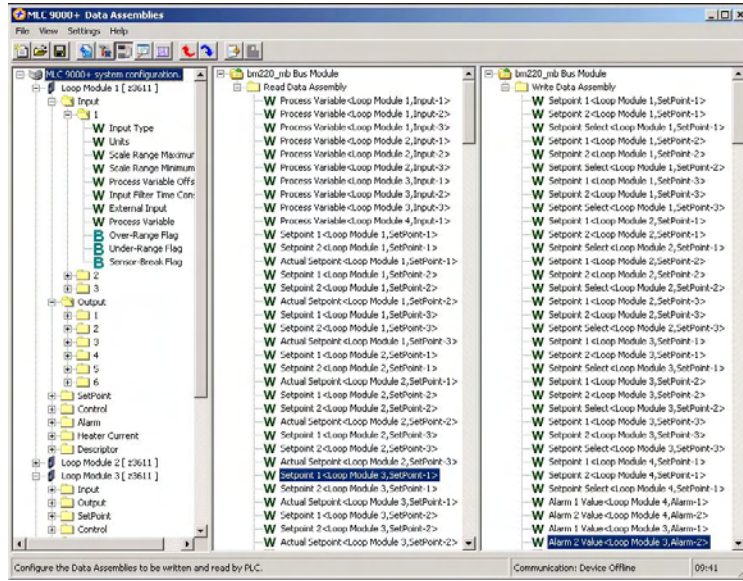 MLC 9000+ Data Assemblies
File View Settings Help
MLC 9000+ system configuration.
Loop Module 1 [ z3611 ]
Input
1
W Input Type
W Units
W Scale Range Maximur
W Scale Range Minimum
W Process Variable Offs
W Input Filter Time Con
W External Input
W Process Variable
B Over-Range Flag
B Under-Range Flag
B Sensor-Break Flag
2
3
Output
1
2
3
4
5
6
SetPoint
Control
Alarm
Heater Current
Descriptor
Loop Module 2 [ z3611 ]
Loop Module 3 [ z3611 ]
Input
Output
SetPoint
Control
bm220_mb Bus Module
Read Data Assembly
W Process Variable<Loop Module 1,Input-1>
W Process Variable<Loop Module 1,Input-2>
W Process Variable<Loop Module 1,Input-3>
W Process Variable<Loop Module 2,Input-1>
W Process Variable<Loop Module 2,Input-2>
W Process Variable<Loop Module 2,Input-3>
W Process Variable<Loop Module 3,Input-1>
W Process Variable<Loop Module 3,Input-2>
W Process Variable<Loop Module 3,Input-3>
W Process Variable<Loop Module 4,Input-1>
W Setpoint 1<Loop Module 1,SetPoint-1>
W Setpoint 2<Loop Module 1,SetPoint-1>
W Actual Setpoint<Loop Module 1,SetPoint-1>
W Setpoint 1<Loop Module 1,SetPoint-2>
W Setpoint 2<Loop Module 1,SetPoint-2>
W Actual Setpoint<Loop Module 1,SetPoint-2>
W Setpoint 1<Loop Module 1,SetPoint-3>
W Setpoint 2<Loop Module 1,SetPoint-3>
W Actual Setpoint<Loop Module 1,SetPoint-3>
W Setpoint 1<Loop Module 2,SetPoint-1>
W Setpoint 2<Loop Module 2,SetPoint-1>
W Actual Setpoint<Loop Module 2,SetPoint-1>
W Setpoint 1<Loop Module 2,SetPoint-2>
W Setpoint 2<Loop Module 2,SetPoint-2>
W Actual Setpoint<Loop Module 2,SetPoint-2>
W Setpoint 1<Loop Module 2,SetPoint-3>
W Setpoint 2<Loop Module 2,SetPoint-3>
W Actual Setpoint<Loop Module 2,SetPoint-3>
W Setpoint 1<Loop Module 3,SetPoint-1>
W Setpoint 2<Loop Module 3,SetPoint-1>
W Actual Setpoint<Loop Module 3,SetPoint-1>
W Setpoint 1<Loop Module 3,SetPoint-2>
W Setpoint 2<Loop Module 3,SetPoint-2>
W Actual Setpoint<Loop Module 3,SetPoint-2>
bm220_mb Bus Module
Write Data Assembly
W Setpoint 1<Loop Module 1,SetPoint-1>
W Setpoint 2<Loop Module 1,SetPoint-1>
W Setpoint Select<Loop Module 1,SetPoint-1>
W Setpoint 1<Loop Module 1,SetPoint-2>
W Setpoint 2<Loop Module 1,SetPoint-2>
W Setpoint Select<Loop Module 1,SetPoint-2>
W Setpoint 1<Loop Module 1,SetPoint-3>
W Setpoint 2<Loop Module 1,SetPoint-3>
W Setpoint Select<Loop Module 1,SetPoint-3>
W Setpoint 1<Loop Module 2,SetPoint-1>
W Setpoint 2<Loop Module 2,SetPoint-1>
W Setpoint Select<Loop Module 2,SetPoint-1>
W Setpoint 1<Loop Module 2,SetPoint-2>
W Setpoint 2<Loop Module 2,SetPoint-2>
W Setpoint Select<Loop Module 2,SetPoint-2>
W Setpoint 1<Loop Module 2,SetPoint-3>
W Setpoint 2<Loop Module 2,SetPoint-3>
W Setpoint Select<Loop Module 2,SetPoint-3>
W Setpoint 1<Loop Module 3,SetPoint-1>
W Setpoint 2<Loop Module 3,SetPoint-1>
W Setpoint Select<Loop Module 3,SetPoint-1>
W Setpoint 1<Loop Module 3,SetPoint-2>
W Setpoint 2<Loop Module 3,SetPoint-2>
W Setpoint Select<Loop Module 3,SetPoint-2>
W Setpoint 1<Loop Module 3,SetPoint-3>
W Setpoint 2<Loop Module 3,SetPoint-3>
W Setpoint Select<Loop Module 3,SetPoint-3>
W Setpoint 1<Loop Module 4,SetPoint-1>
W Setpoint 2<Loop Module 4,SetPoint-1>
W Setpoint Select<Loop Module 4,SetPoint-1>
W Alarm 1 Value<Loop Module 4,Alarm-1>
W Alarm 2 Value<Loop Module 4,Alarm-2>
W Alarm 1 Value<Loop Module 3,Alarm-1>
W Alarm 2 Value<Loop Module 3,Alarm-2>
Configure the Data Assemblies to be written and read by PLC.
Communication: Device Offline
09:41